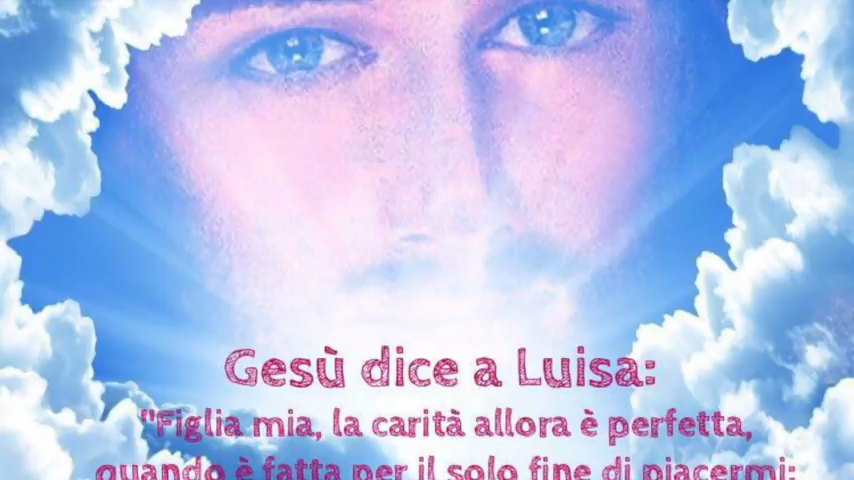 Gesù dice a Luisa:
"Figlia mia, la carità allora è perfetta,
quando è fatta per il solo fine di piacermi;